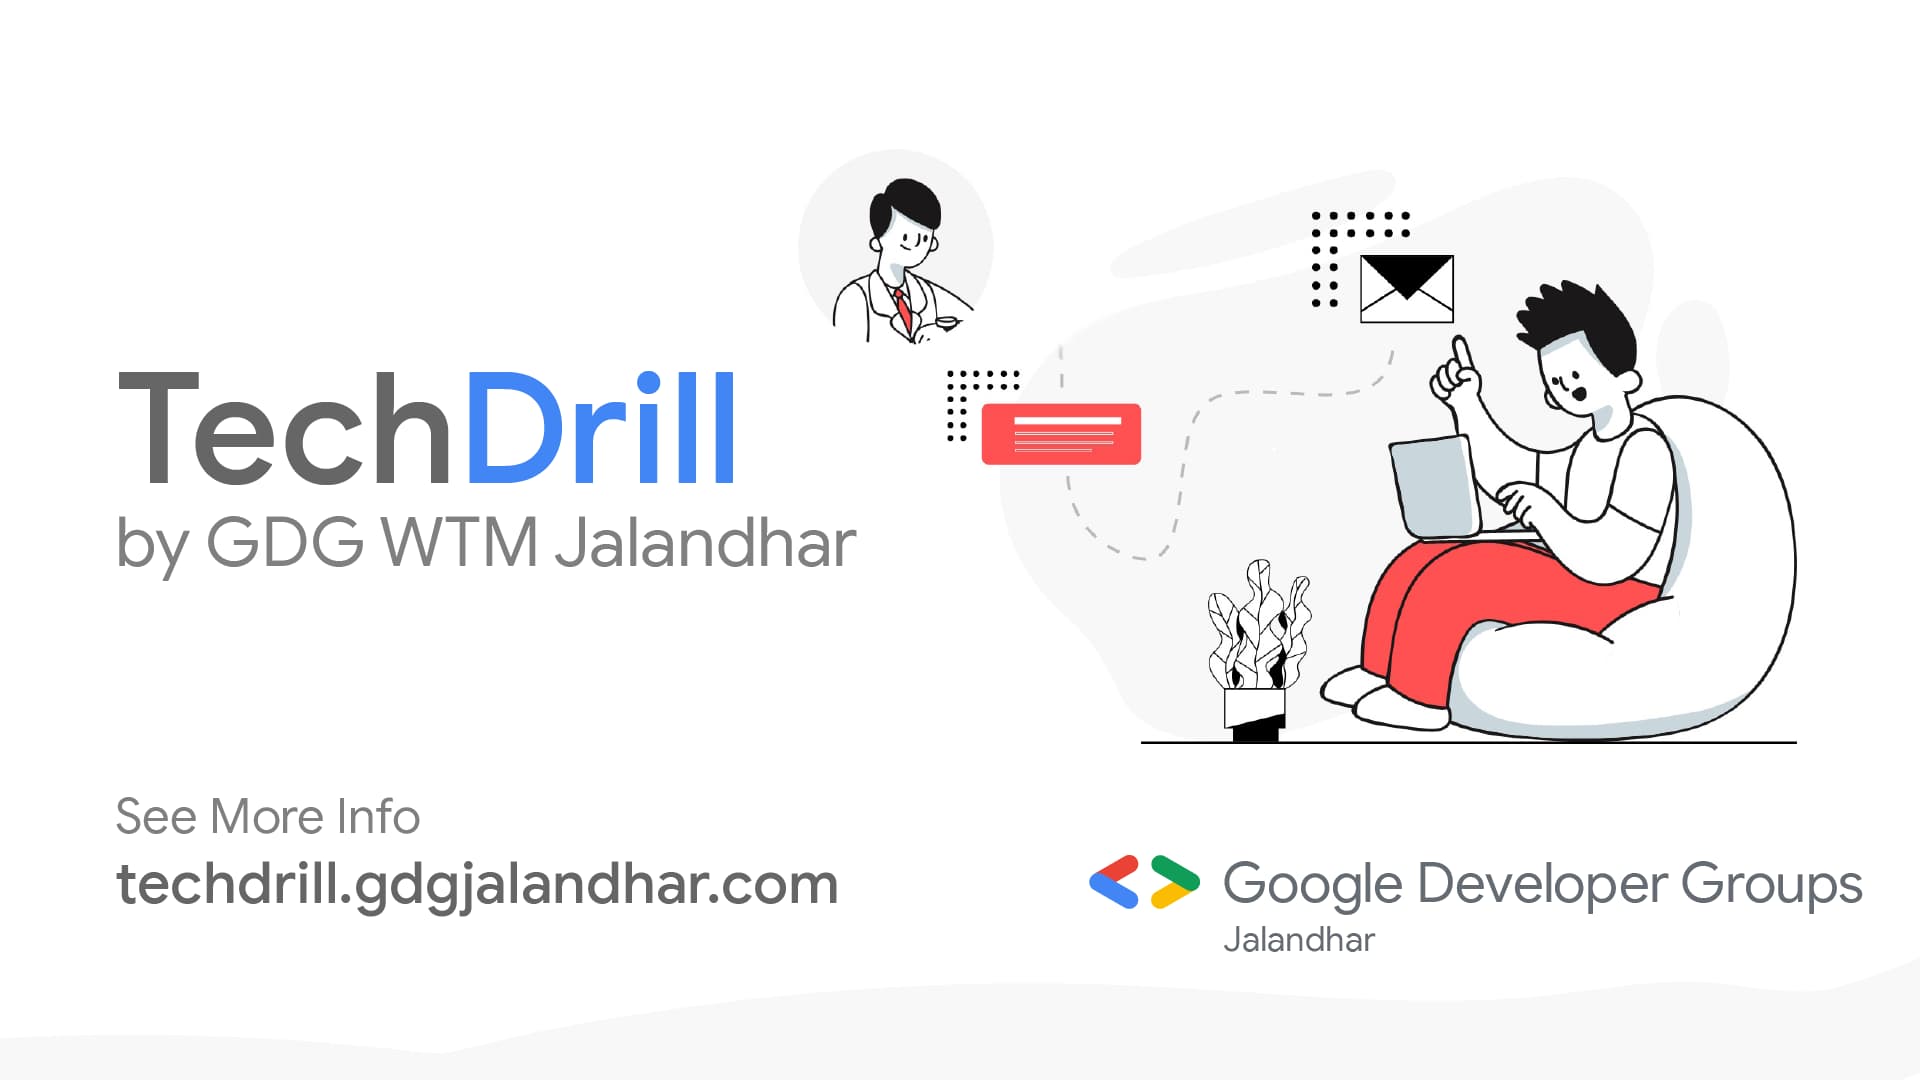 TechDrill
by GDG WTM Jalandhar
See More Info
techdrill.gdgjalandhar.com
Google Developer Groups
Jalandhar